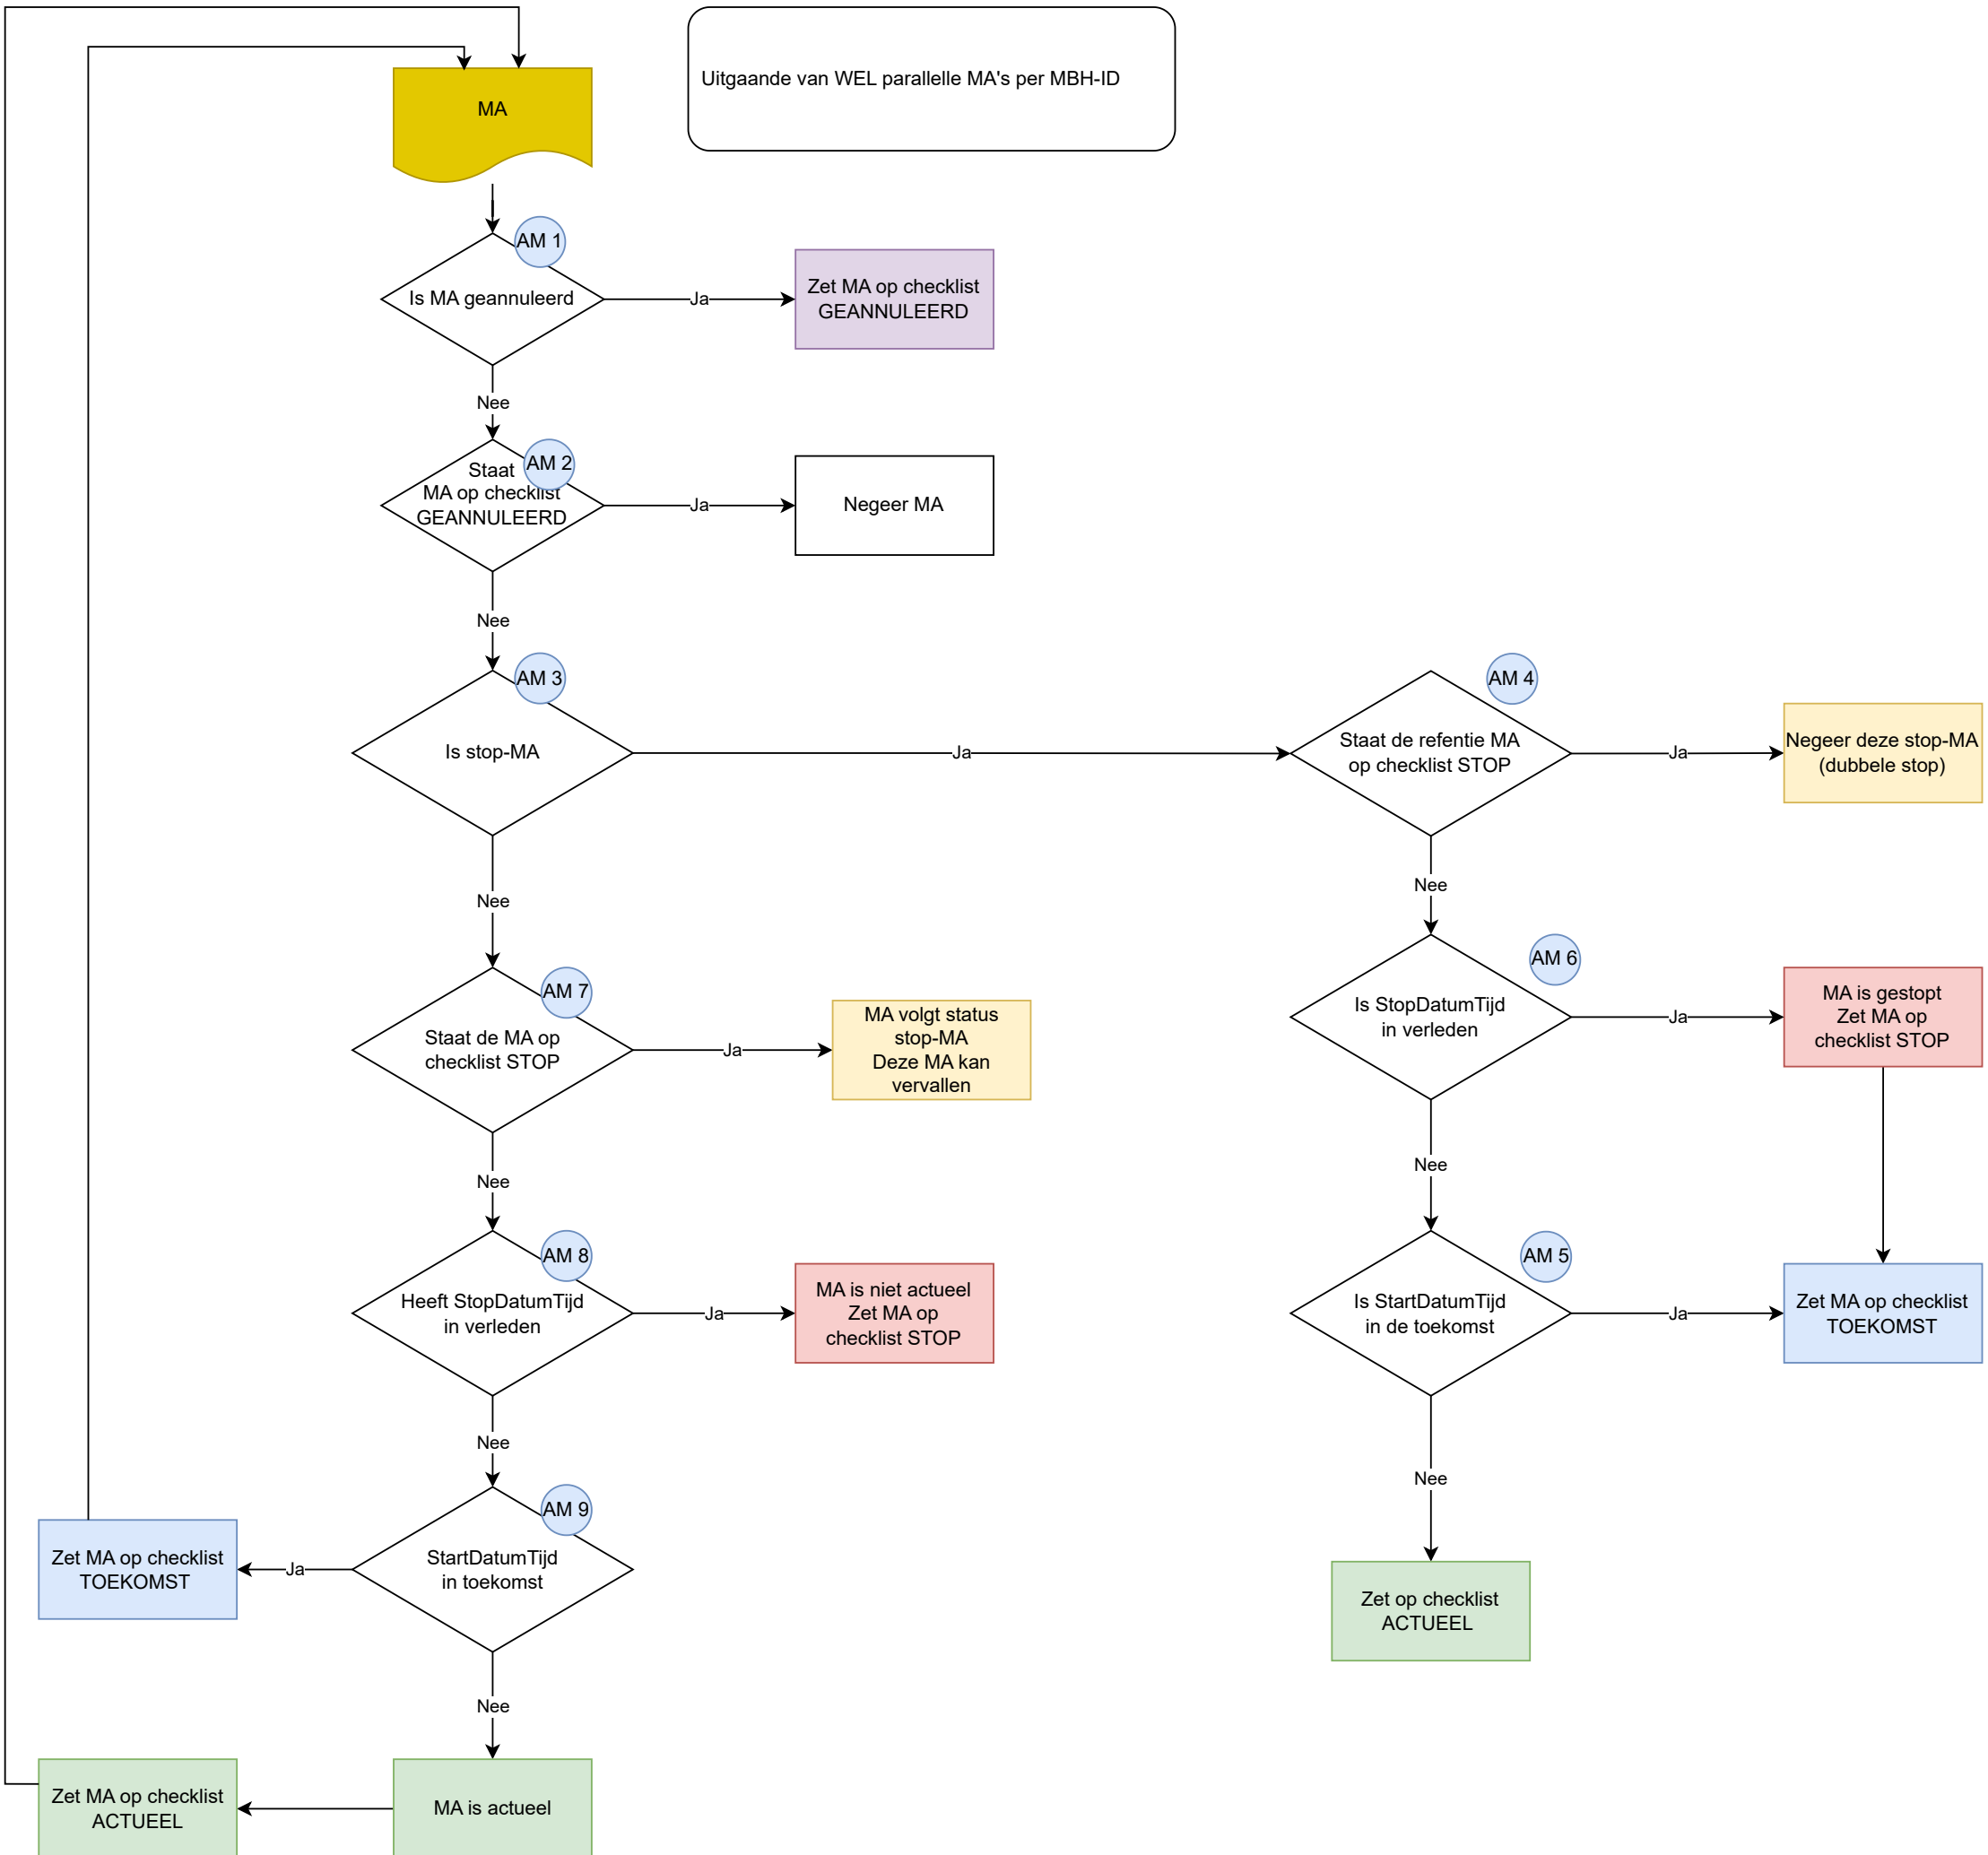 MA
Uitgaande van WEL parallelle MA's per MBH-ID
AM 1
Is MA geannuleerd
Ja
Zet MA op checklist
GEANNULEERD
Nee
AM 2
Staat
MA op checklist
GEANNULEERD
Ja
Negeer MA
Nee
AM 3
Is stop-MA
Ja
AM 4
Staat de refentie MA
op checklist STOP
Ja
Negeer deze stop-MA
(dubbele stop)
Nee
Nee
AM 6
Is StopDatumTijd
in verleden
Ja
MA is gestopt
Zet MA op
checklist STOP
AM 7
Staat de MA op
checklist STOP
Ja
MA volgt status
stop-MA
Deze MA kan
vervallen
Nee
Nee
AM 8
Heeft StopDatumTijd
in verleden
Ja
MA is niet actueel
Zet MA op
checklist STOP
AM 5
Is StartDatumTijd
in de toekomst
Ja
Zet MA op checklist
TOEKOMST
Nee
Nee
AM 9
StartDatumTijd
in toekomst
Ja
Zet MA op checklist
TOEKOMST
Zet op checklist
ACTUEEL
Nee
MA is actueel
Zet MA op checklist
ACTUEEL